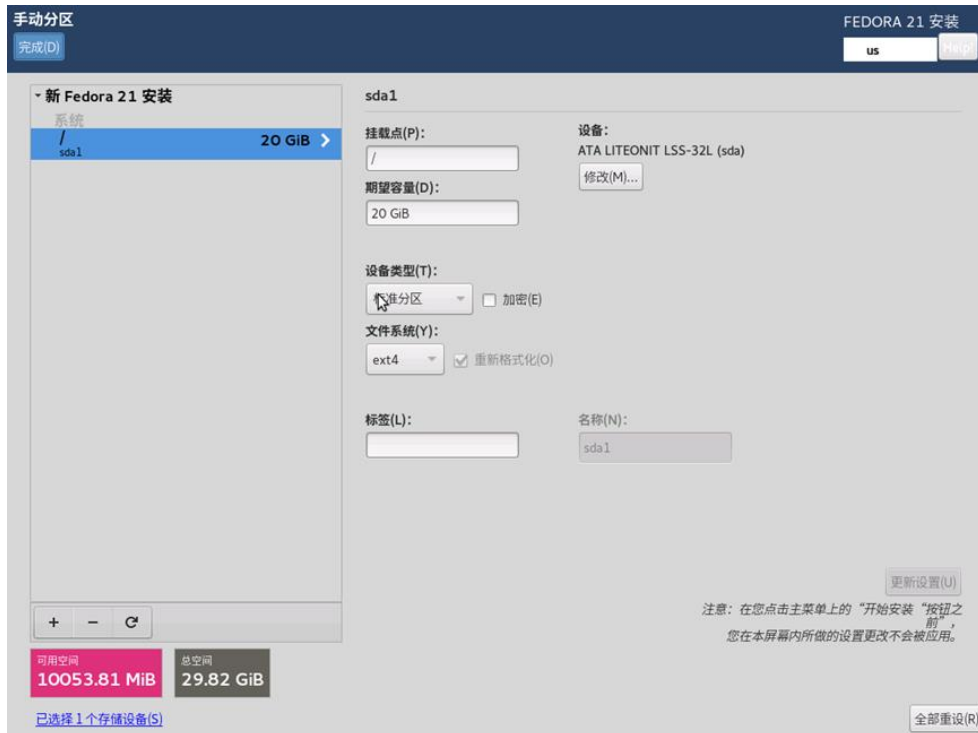 手动分区
FEDORA 21 安装
完成(D)
us
Help!
新 Fedora 21 安装
系统
/
20 GiB
sda1
sda1
挂载点(P)：
/
设备：
ATA LITEONIT LSS-32L (sda)
修改(M)...
期望容量(D)：
20 GiB
设备类型(T)：
标准分区
加密(E)
文件系统(Y)：
ext4
重新格式化(O)
标签(L)：
名称(N)：
sda1
更新设置(U)
注意：在您点击主菜单上的“开始安装“按钮之
前”，
您在本屏幕内所做的设置更改不会被应用。
+ −
可用空间
10053.81 MiB
总空间
29.82 GiB
已选择 1 个存储设备(S)
全部重设(R)